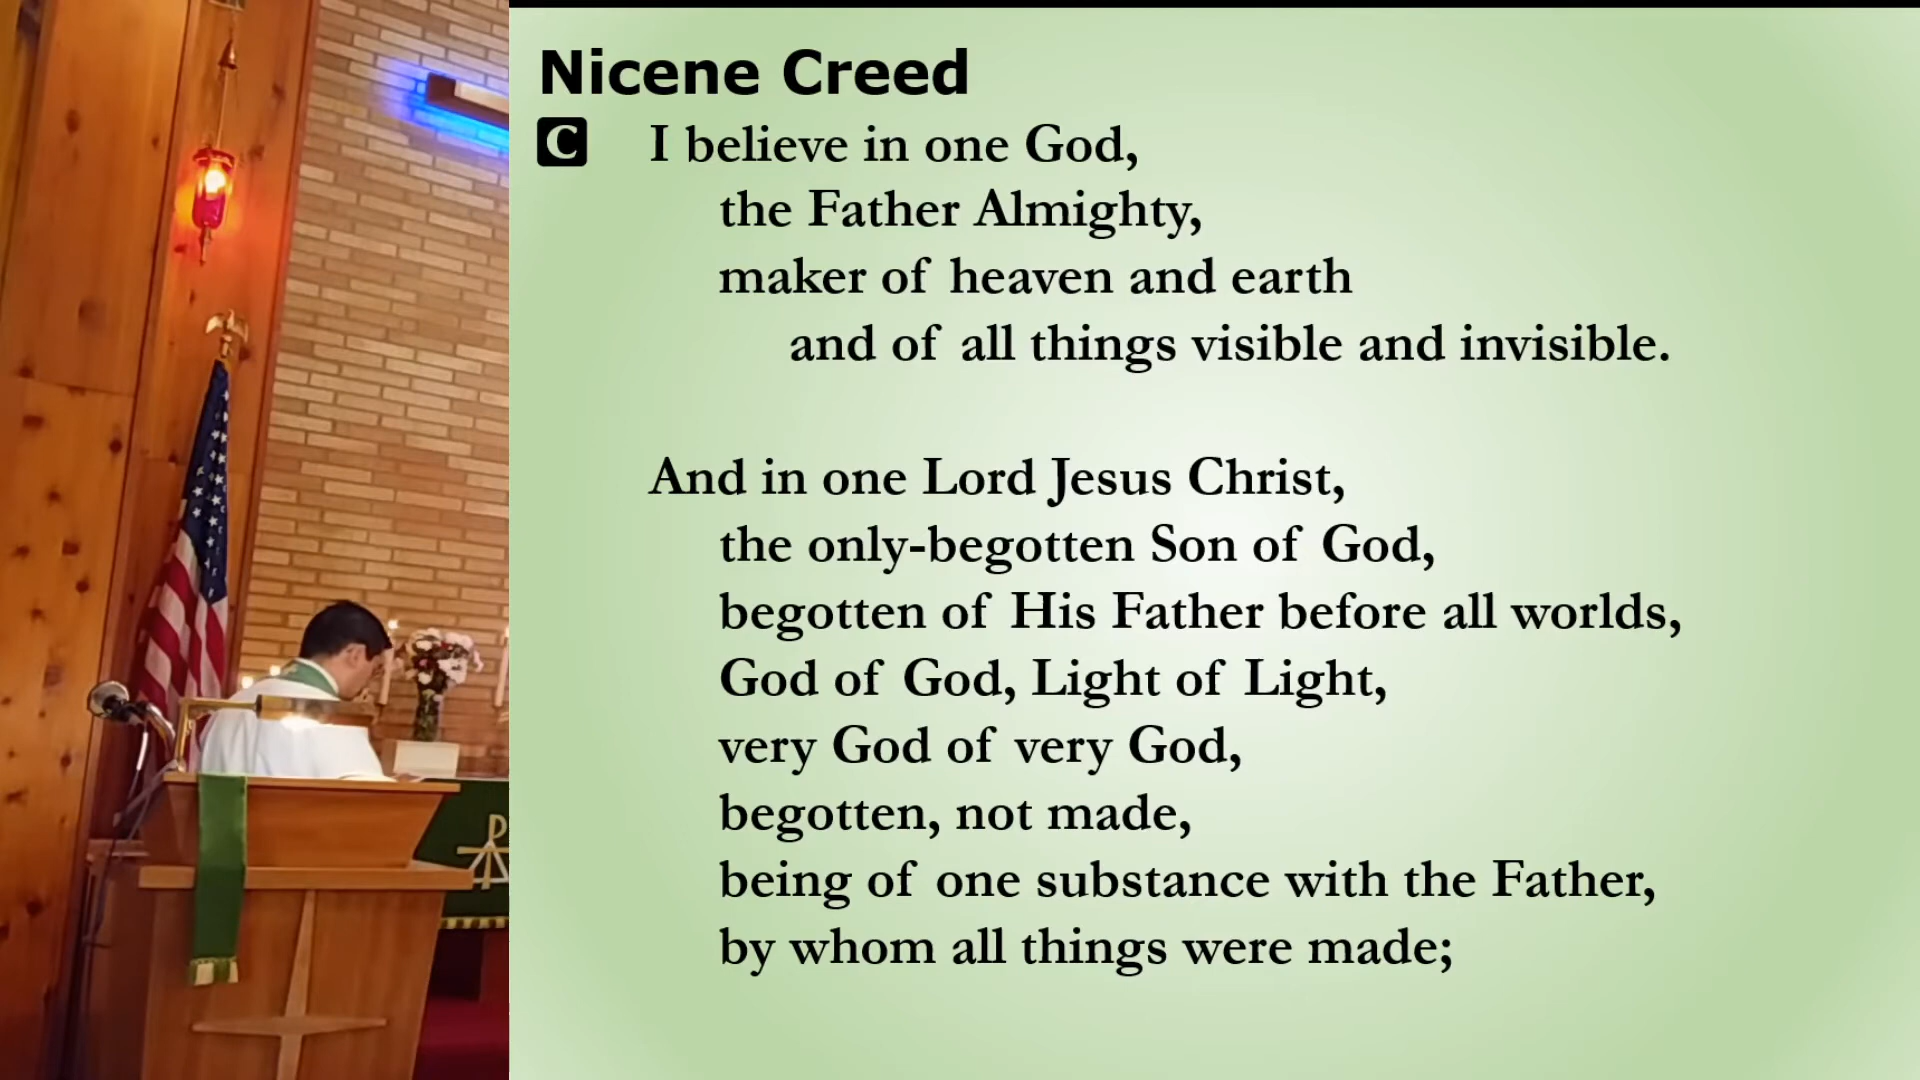 Nicene Creed
C I believe in one God,
the Father Almighty,
maker of heaven and earth
and of all things visible and invisible.
And in one Lord Jesus Christ,
the only-begotten Son of God,
begotten of His Father before all worlds,
God of God, Light of Light,
very God of very God,
begotten, not made,
being of one substance with the Father,
by whom all things were made;